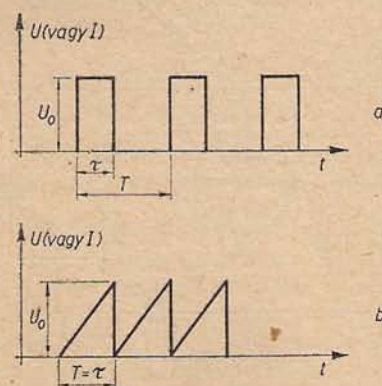 U(vagy I)
U₀
a
τ
T
t
U(vagy I)
U₀
b
T=τ
t